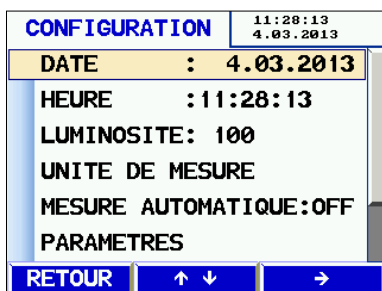 CONFIGURATION
11:28:13
4.03.2013
DATE : 4.03.2013
HEURE :11:28:13
LUMINOSITE: 100
UNITE DE MESURE
MESURE AUTOMATIQUE:OFF
PARAMETRES
RETOUR ↑ ↓ →